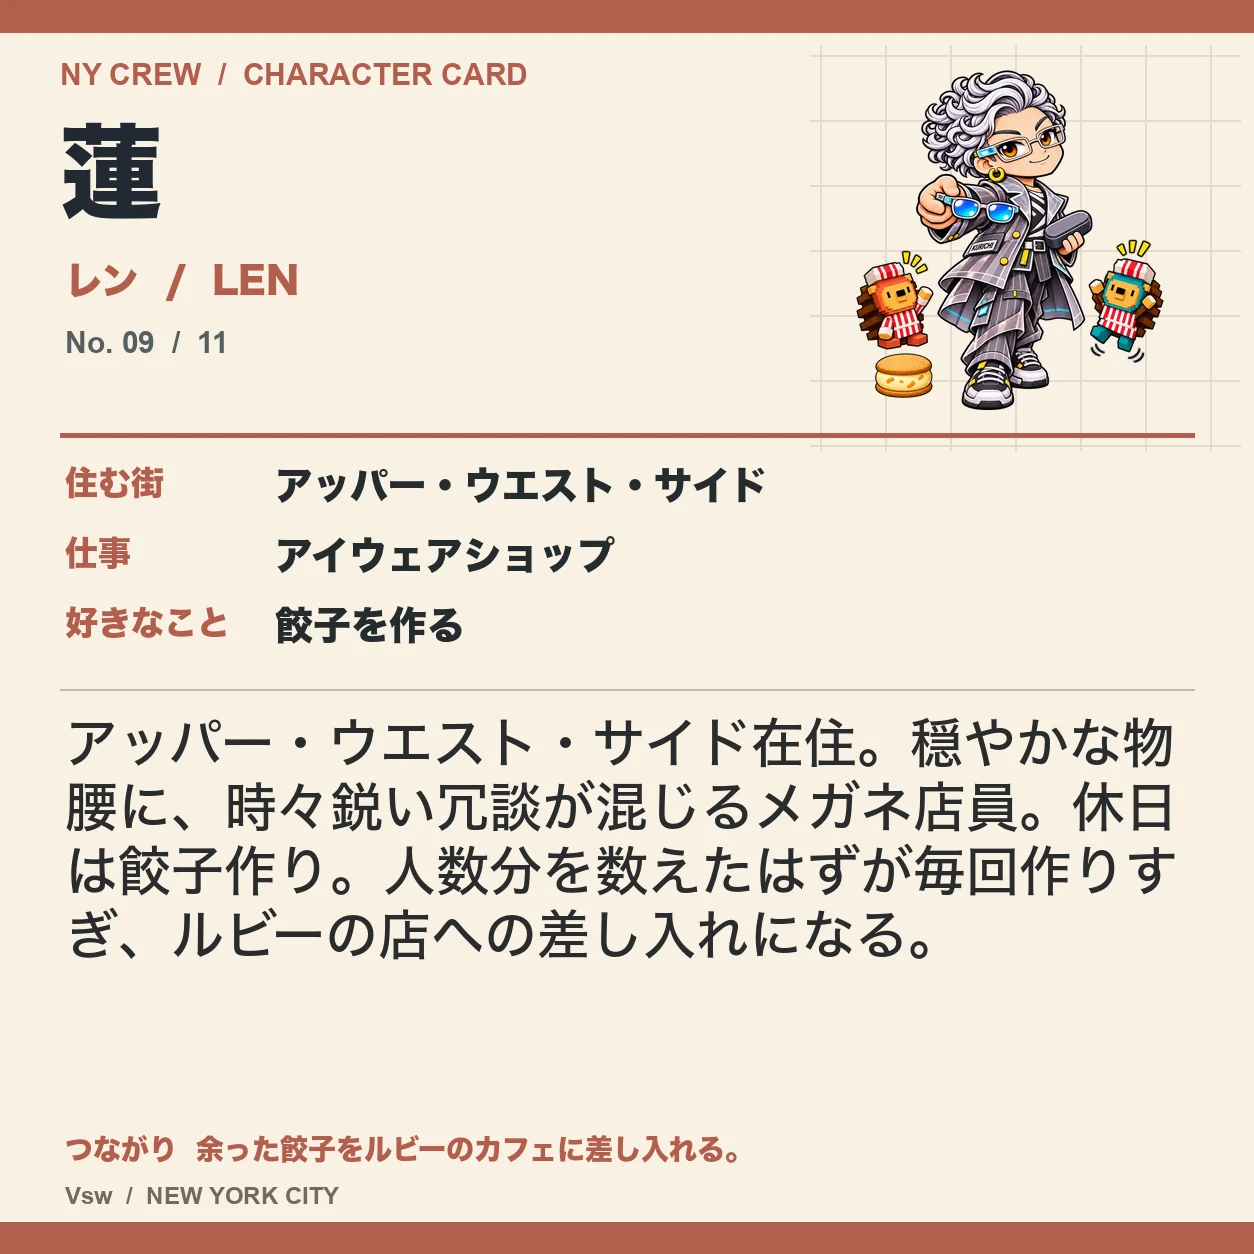 NY CREW / CHARACTER CARD
蓮
レン / LEN
No. 09 / 11
KURICHI
住む街 アッパー・ウエスト・サイド
仕事 アイウェアショップ
好きなこと 餃子を作る
アッパー・ウエスト・サイド在住。穏やかな物
腰に、時々鋭い冗談が混じるメガネ店員。休日
は餃子作り。人数分を数えたはずが毎回作りす
ぎ、ルビーの店への差し入れになる。
つながり 余った餃子をルビーのカフェに差し入れる。
Vsw / NEW YORK CITY